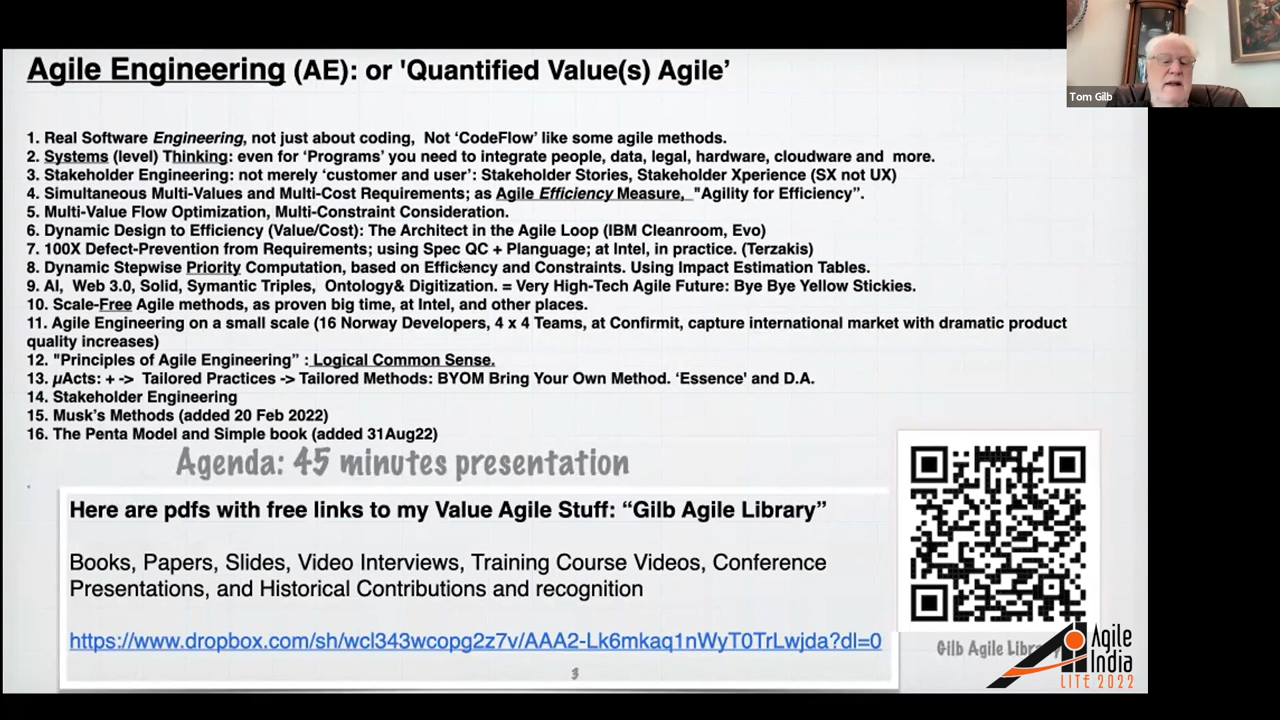 Agile Engineering (AE): or 'Quantified Value(s) Agile’
Tom Gilb
1. Real Software Engineering, not just about coding, Not ‘CodeFlow’ like some agile methods.
2. Systems (level) Thinking: even for ‘Programs’ you need to integrate people, data, legal, hardware, cloudware and more.
3. Stakeholder Engineering: not merely ‘customer and user’: Stakeholder Stories, Stakeholder Xperience (SX not UX)
4. Simultaneous Multi-Values and Multi-Cost Requirements; as Agile Efficiency Measure, "Agility for Efficiency”.
5. Multi-Value Flow Optimization, Multi-Constraint Consideration.
6. Dynamic Design to Efficiency (Value/Cost): The Architect in the Agile Loop (IBM Cleanroom, Evo)
7. 100X Defect-Prevention from Requirements; using Spec QC + Planguage; at Intel, in practice. (Terzakis)
8. Dynamic Stepwise Priority Computation, based on Efficiency and Constraints. Using Impact Estimation Tables.
9. AI, Web 3.0, Solid, Symantic Triples, Ontology& Digitization. = Very High-Tech Agile Future: Bye Bye Yellow Stickies.
10. Scale-Free Agile methods, as proven big time, at Intel, and other places.
11. Agile Engineering on a small scale (16 Norway Developers, 4 x 4 Teams, at Confirmit, capture international market with dramatic product
quality increases)
12. "Principles of Agile Engineering” : Logical Common Sense.
13. µActs: + -> Tailored Practices -> Tailored Methods: BYOM Bring Your Own Method. ‘Essence' and D.A.
14. Stakeholder Engineering
15. Musk’s Methods (added 20 Feb 2022)
16. The Penta Model and Simple book (added 31Aug22)
Agenda: 45 minutes presentation
Here are pdfs with free links to my Value Agile Stuff: “Gilb Agile Library”
Books, Papers, Slides, Video Interviews, Training Course Videos, Conference
Presentations, and Historical Contributions and recognition
https://www.dropbox.com/sh/wcl343wcopg2z7v/AAA2-Lk6mkaq1nWyT0TrLwjda?dl=0
3
Gilb Agile
Agile
India
LITE 2022